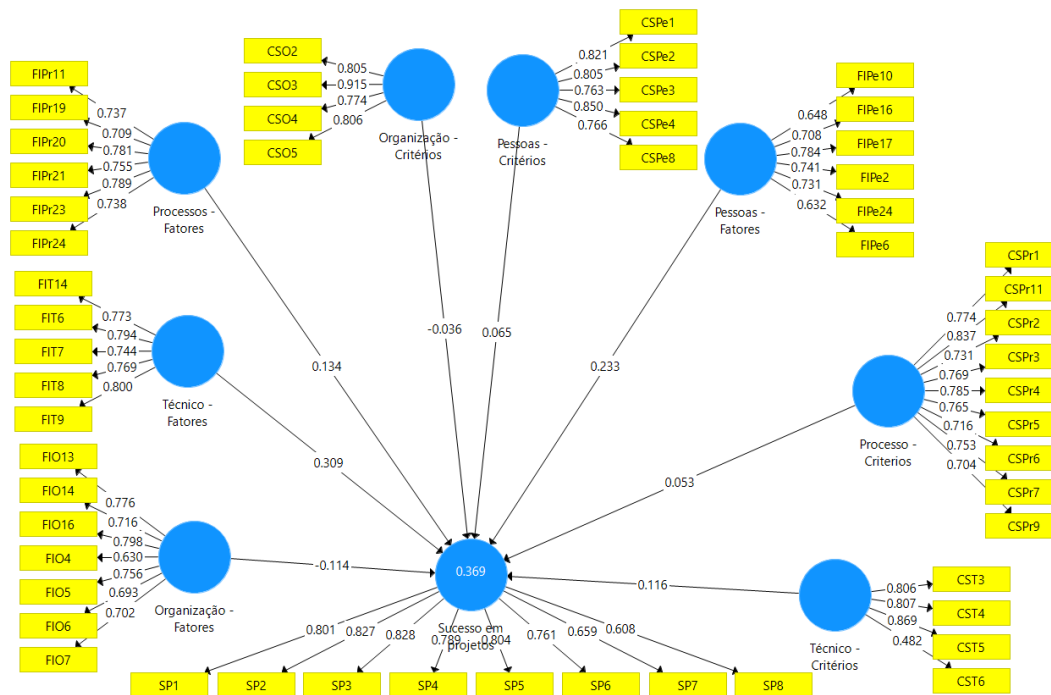 CSO2
CSO3
CSO4
CSO5
0.805
0.915
0.774
0.806
Organização -
Critérios
CSPe1
CSPe2
CSPe3
CSPe4
CSPe8
0.821
0.805
0.763
0.850
0.766
Pessoas -
Critérios
FIPr11
FIPr19
FIPr20
FIPr21
FIPr23
FIPr24
0.737
0.709
0.781
0.755
0.789
0.738
Processos -
Fatores
FIPe10
FIPe16
FIPe17
FIPe2
FIPe24
FIPe6
0.648
0.708
0.784
0.741
0.731
0.632
Pessoas -
Fatores
FIT14
FIT6
FIT7
FIT8
FIT9
0.773
0.794
0.744
0.769
0.800
Técnico -
Fatores
CSPr1
CSPr11
CSPr2
CSPr3
CSPr4
CSPr5
CSPr6
CSPr7
CSPr9
0.774
0.837
0.731
0.769
0.785
0.765
0.716
0.753
0.704
Processo -
Criterios
-0.036
0.065
0.134
0.233
0.309
0.053
-0.114
0.116
FIO13
FIO14
FIO16
FIO4
FIO5
FIO6
FIO7
0.776
0.716
0.798
0.630
0.756
0.693
0.702
Organização -
Fatores
0.369
Sucesso em
projetos
CST3
CST4
CST5
CST6
0.806
0.807
0.869
0.482
Técnico -
Critérios
0.801
0.827
0.828
0.789
0.804
0.761
0.659
0.608
SP1
SP2
SP3
SP4
SP5
SP6
SP7
SP8